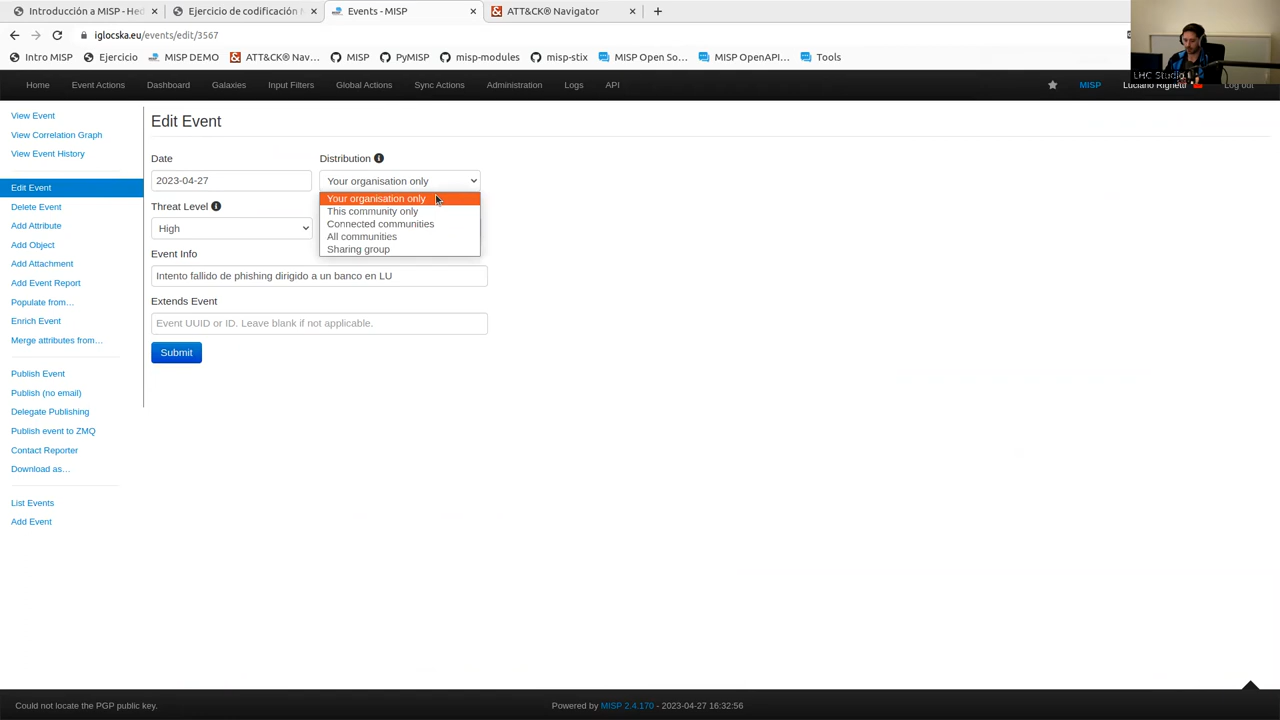 Introducción a MISP - Hed
Ejercicio de codificación M
Events - MISP
ATT&CK® Navigator
iglocska.eu/events/edit/3567
Intro MISP
Ejercicio
MISP DEMO
ATT&CK® Nav...
MISP
PyMISP
misp-modules
misp-stix
MISP Open So...
MISP OpenAPI...
Tools
LHC Studio
Home
Event Actions
Dashboard
Galaxies
Input Filters
Global Actions
Sync Actions
Administration
Logs
API
MISP
Luciano Righetti
Log out
View Event
View Correlation Graph
View Event History
Edit Event
Delete Event
Add Attribute
Add Object
Add Attachment
Add Event Report
Populate from...
Enrich Event
Merge attributes from...
Publish Event
Publish (no email)
Delegate Publishing
Publish event to ZMQ
Contact Reporter
Download as...
List Events
Add Event
Edit Event
Date
Distribution
2023-04-27
Your organisation only
Your organisation only
This community only
Connected communities
All communities
Sharing group
Threat Level
High
Event Info
Intento fallido de phishing dirigido a un banco en LU
Extends Event
Event UUID or ID. Leave blank if not applicable.
Submit
Could not locate the PGP public key.
Powered by MISP 2.4.170 - 2023-04-27 16:32:56